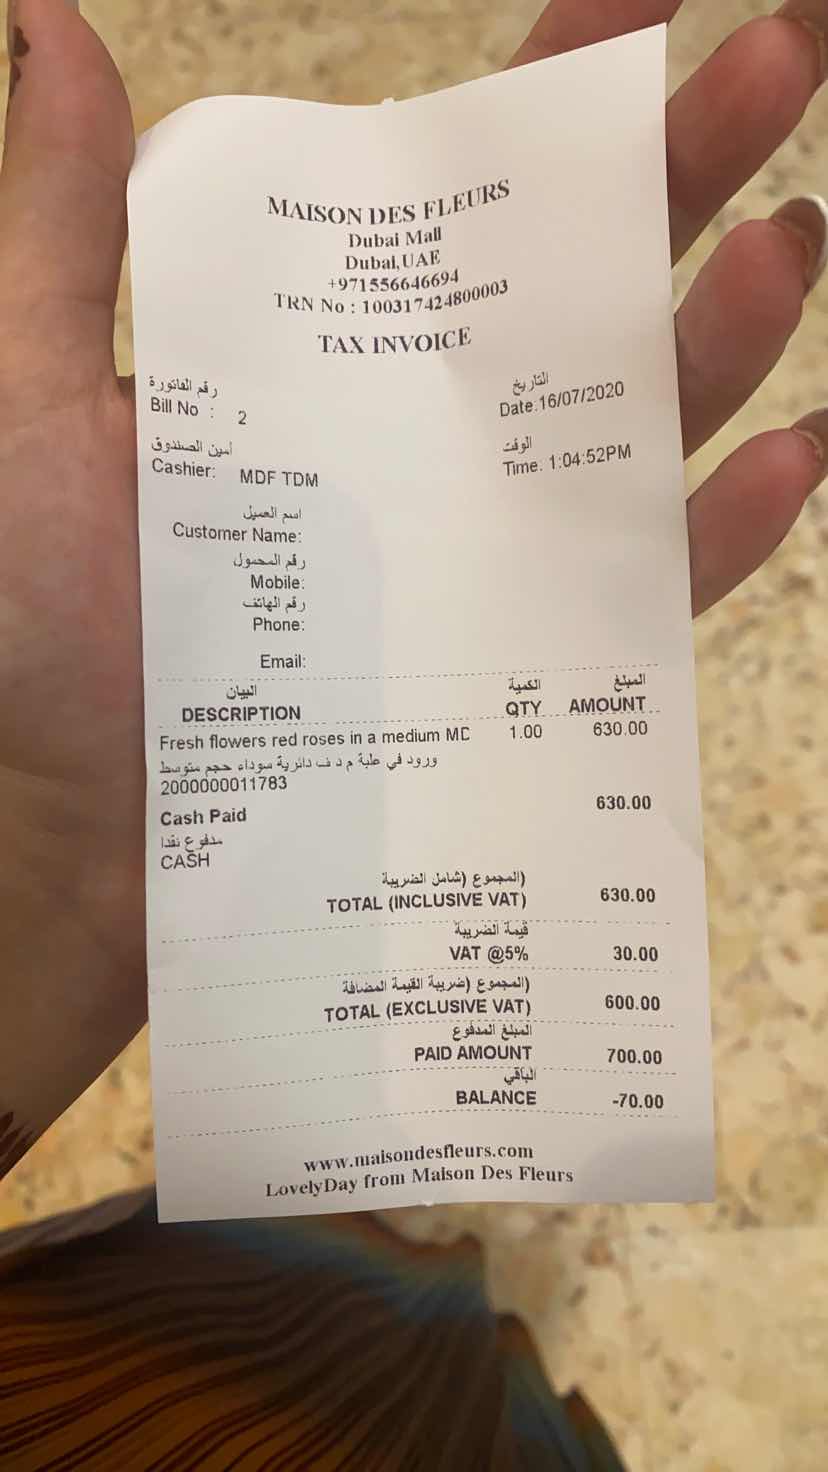 MAISON DES FLEURS
Dubai Mall
Dubai,UAE
+971556646694
TRN No : 100317424800003
TAX INVOICE
رقم الفاتورة
التاريخ
Bill No : 2
Date:16/07/2020
أمين الصندوق
الوقت
Cashier: MDF TDM
Time: 1:04:52PM
اسم العميل
Customer Name:
رقم المحمول
Mobile:
رقم الهاتف
Phone:
Email:
البيان الكمية المبلغ
DESCRIPTION QTY AMOUNT
Fresh flowers red roses in a medium MD 1.00 630.00
ورود في علبة م د ف دائرية سوداء حجم متوسط
2000000011783
Cash Paid 630.00
مدفوع نقدا
CASH
المجموع (شامل الضريبة)
TOTAL (INCLUSIVE VAT) 630.00
قيمة الضريبة
VAT @5% 30.00
المجموع (ضريبة القيمة المضافة)
TOTAL (EXCLUSIVE VAT) 600.00
المبلغ المدفوع
PAID AMOUNT 700.00
الباقي
BALANCE -70.00
www.maisondesfleurs.com
LovelyDay from Maison Des Fleurs